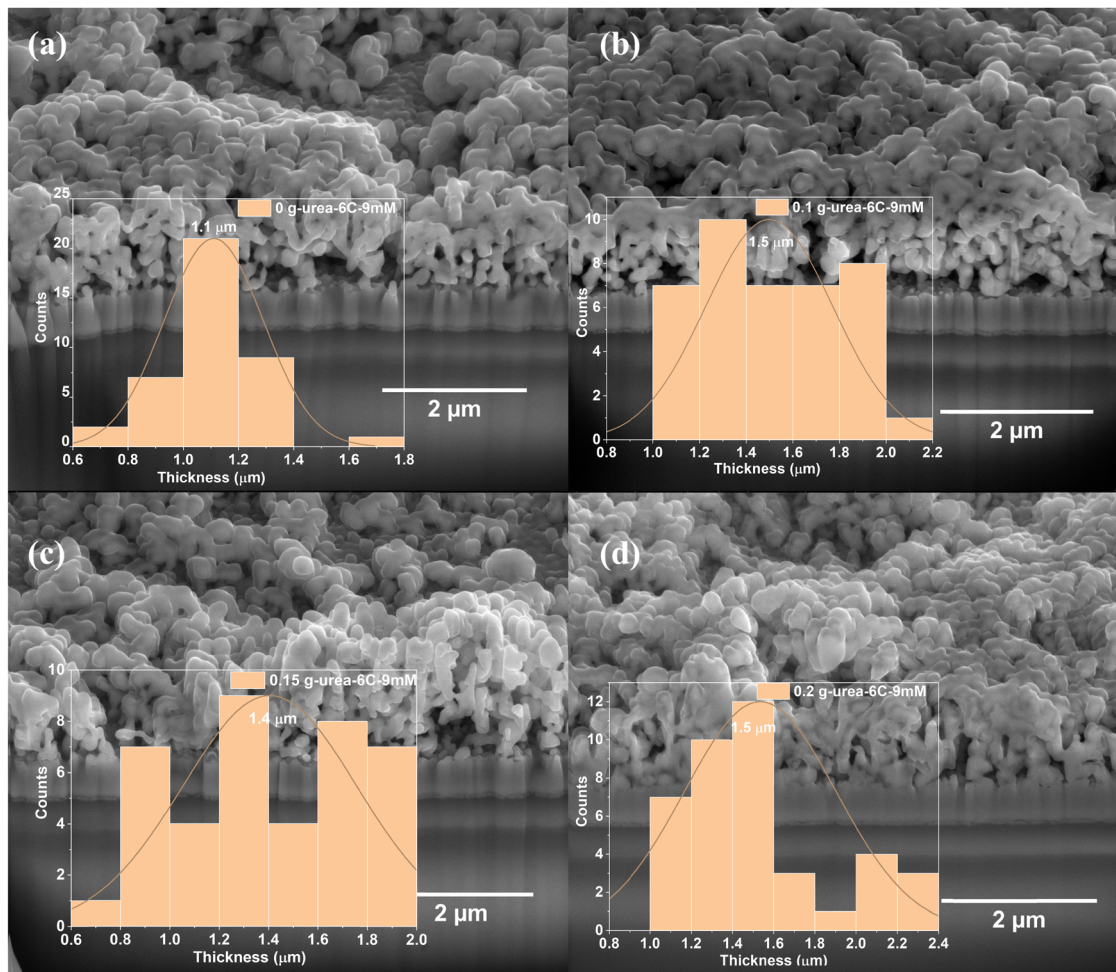 (a)
0 g-urea-6C-9mM
1.1 μm
Counts
25
20
15
10
5
0
0.6 0.8 1.0 1.2 1.4 1.6 1.8
Thickness (μm)
2 μm
(b)
0.1 g-urea-6C-9mM
1.5 μm
Counts
10
8
6
4
2
0
0.8 1.0 1.2 1.4 1.6 1.8 2.0 2.2
Thickness (μm)
2 μm
(c)
0.15 g-urea-6C-9mM
1.4 μm
Counts
10
8
6
4
2
0
0.6 0.8 1.0 1.2 1.4 1.6 1.8 2.0
Thickness (μm)
2 μm
(d)
0.2 g-urea-6C-9mM
1.5 μm
Counts
12
10
8
6
4
2
0
0.8 1.0 1.2 1.4 1.6 1.8 2.0 2.2 2.4
Thickness (μm)
2 μm